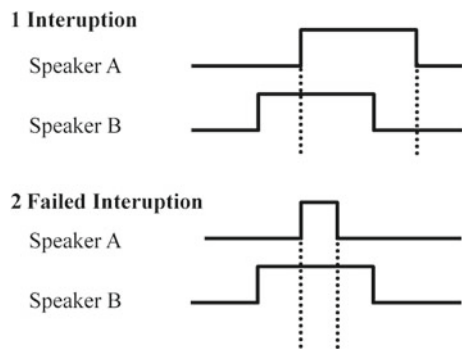 1 Interuption
Speaker A
Speaker B
2 Failed Interuption
Speaker A
Speaker B